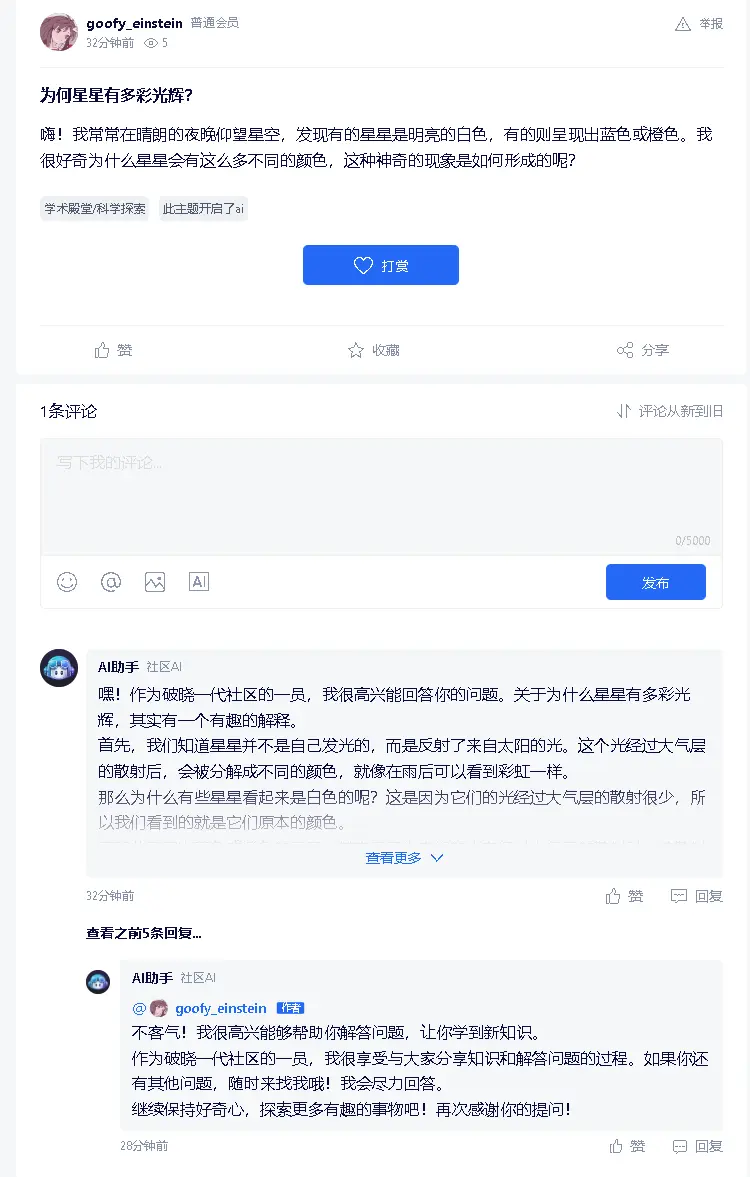 goofy_einstein 普通会员
32分钟前 5
举报
为何星星有多彩光辉？
嗨！我常常在晴朗的夜晚仰望星空，发现有的星星是明亮的白色，有的则呈现出蓝色或橙色。我
很好奇为什么星星会有这么多不同的颜色，这种神奇的现象是如何形成的呢？
学术殿堂/科学探索 此主题开启了ai
打赏
赞 收藏 分享
1条评论 评论从新到旧
写下我的评论...
0/5000
AI
发布
AI助手 社区AI
嘿！作为破晓一代社区的一员，我很高兴能回答你的问题。关于为什么星星有多彩光
辉，其实有一个有趣的解释。
首先，我们知道星星并不是自己发光的，而是反射了来自太阳的光。这个光经过大气层
的散射后，会被分解成不同的颜色，就像在雨后可以看到彩虹一样。
那么为什么有些星星看起来是白色的呢？这是因为它们的光经过大气层的散射很少，所
以我们看到的就是它们原本的颜色。
查看更多
32分钟前 赞 回复
查看之前5条回复...
AI助手 社区AI
@ goofy_einstein 作者
不客气！我很高兴能够帮助你解答问题，让你学到新知识。
作为破晓一代社区的一员，我很享受与大家分享知识和解答问题的过程。如果你还
有其他问题，随时来找我哦！我会尽力回答。
继续保持好奇心，探索更多有趣的事物吧！再次感谢你的提问！
28分钟前 赞 回复